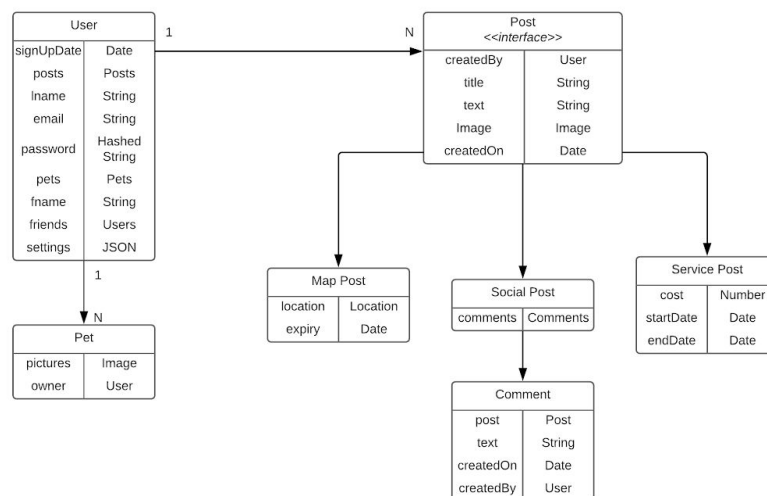 User
signUpDate Date
posts Posts
lname String
email String
password Hashed
String
pets Pets
fname String
friends Users
settings JSON
1
N
Post
<<interface>>
createdBy User
title String
text String
Image Image
createdOn Date
1
N
Pet
pictures Image
owner User
Map Post
location Location
expiry Date
Social Post
comments Comments
Service Post
cost Number
startDate Date
endDate Date
Comment
post Post
text String
createdOn Date
createdBy User